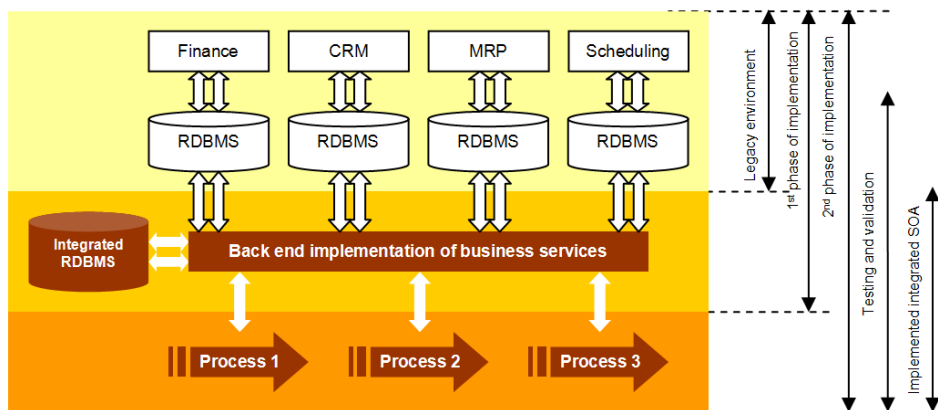 Finance
CRM
MRP
Scheduling
RDBMS
RDBMS
RDBMS
RDBMS
Integrated
RDBMS
Back end implementation of business services
Process 1
Process 2
Process 3
Legacy environment
1st phase of implementation
2nd phase of implementation
Testing and validation
Implemented integrated SOA